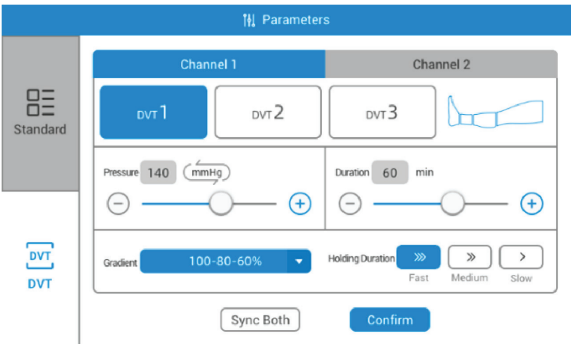 Parameters
Channel 1 Channel 2
Standard
DVT1 DVT2 DVT3
Pressure 140 mmHg Duration 60 min
Gradient 100-80-60% Holding Duration
Fast Medium Slow
DVT
DVT
Sync Both Confirm